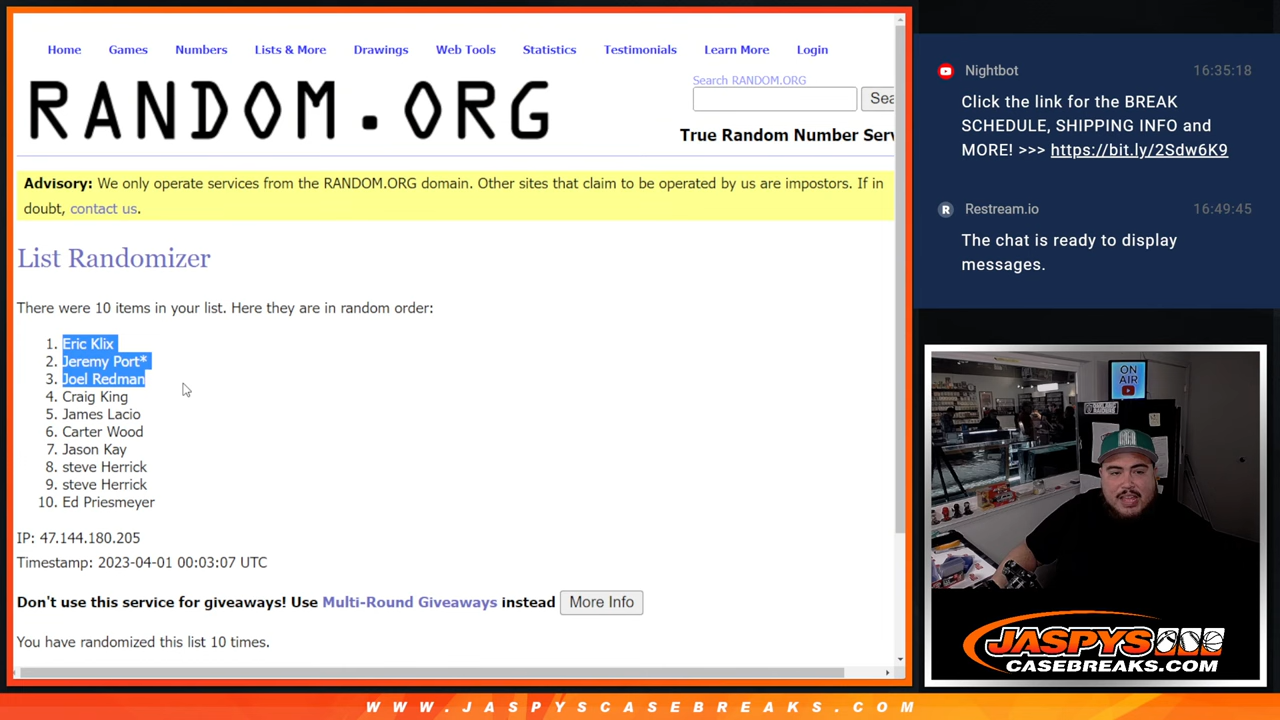 Home Games Numbers Lists & More Drawings Web Tools Statistics Testimonials Learn More Login
RANDOM.ORG
Search RANDOM.ORG
Sea
True Random Number Serv
Advisory: We only operate services from the RANDOM.ORG domain. Other sites that claim to be operated by us are impostors. If in
doubt, contact us.
List Randomizer
There were 10 items in your list. Here they are in random order:
1. Eric Klix
2. Jeremy Port*
3. Joel Redman
4. Craig King
5. James Lacio
6. Carter Wood
7. Jason Kay
8. steve Herrick
9. steve Herrick
10. Ed Priesmeyer
IP: 47.144.180.205
Timestamp: 2023-04-01 00:03:07 UTC
Don't use this service for giveaways! Use Multi-Round Giveaways instead More Info
You have randomized this list 10 times.
Nightbot 16:35:18
Click the link for the BREAK
SCHEDULE, SHIPPING INFO and
MORE! >>> https://bit.ly/2Sdw6K9
R Restream.io 16:49:45
The chat is ready to display
messages.
ON
AIR
JASPYS
CASEBREAKS.COM
WWW.JASPYSCASEBREAKS.COM